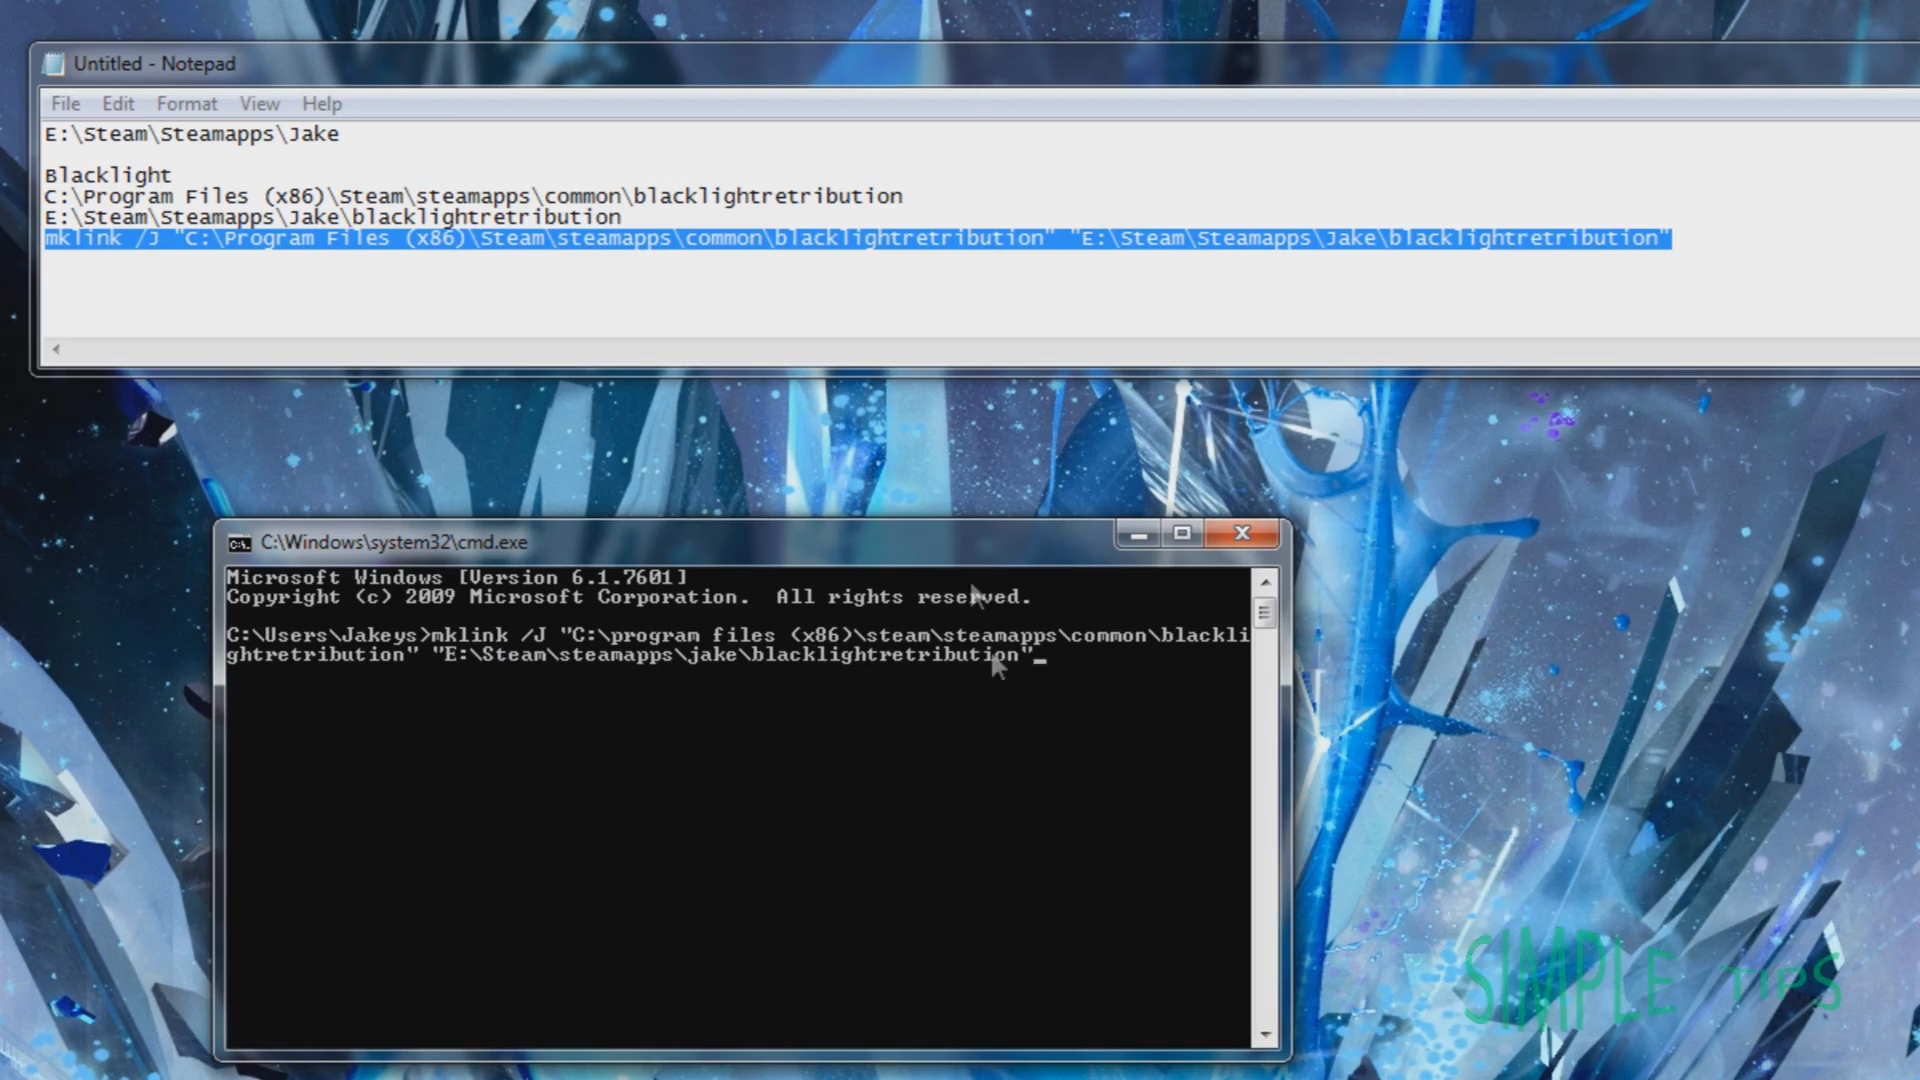 Untitled - Notepad
File Edit Format View Help
E:\Steam\Steamapps\Jake
Blacklight
C:\Program Files (x86)\Steam\steamapps\common\blacklightretribution
E:\Steam\Steamapps\Jake\blacklightretribution
mklink /J "C:\Program Files (x86)\Steam\steamapps\common\blacklightretribution" "E:\Steam\Steamapps\Jake\blacklightretribution"
C:\Windows\system32\cmd.exe
Microsoft Windows [Version 6.1.7601]
Copyright (c) 2009 Microsoft Corporation.  All rights reserved.
C:\Users\Jakeys>mklink /J "C:\program files (x86)\steam\steamapps\common\blackli
ghtretribution" "E:\Steam\steamapps\jake\blacklightretribution"_
SIMPLE TIPS